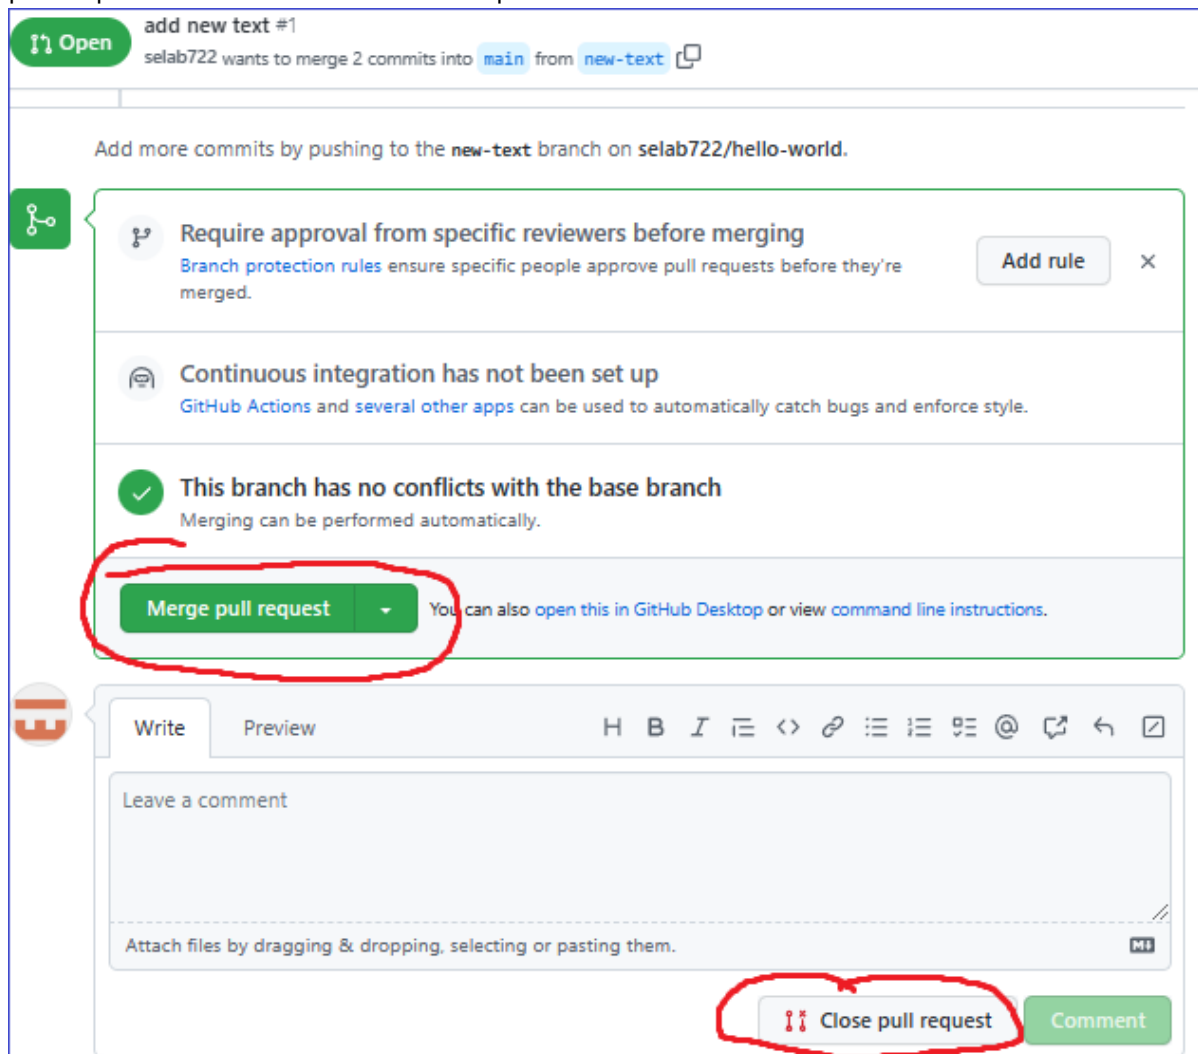 Open
add new text #1
selab722 wants to merge 2 commits into main from new-text
Add more commits by pushing to the new-text branch on selab722/hello-world.
Require approval from specific reviewers before merging
Branch protection rules ensure specific people approve pull requests before they're
merged.
Add rule
Continuous integration has not been set up
GitHub Actions and several other apps can be used to automatically catch bugs and enforce style.
This branch has no conflicts with the base branch
Merging can be performed automatically.
Merge pull request
You can also open this in GitHub Desktop or view command line instructions.
Write Preview
Leave a comment
Attach files by dragging & dropping, selecting or pasting them.
Close pull request
Comment